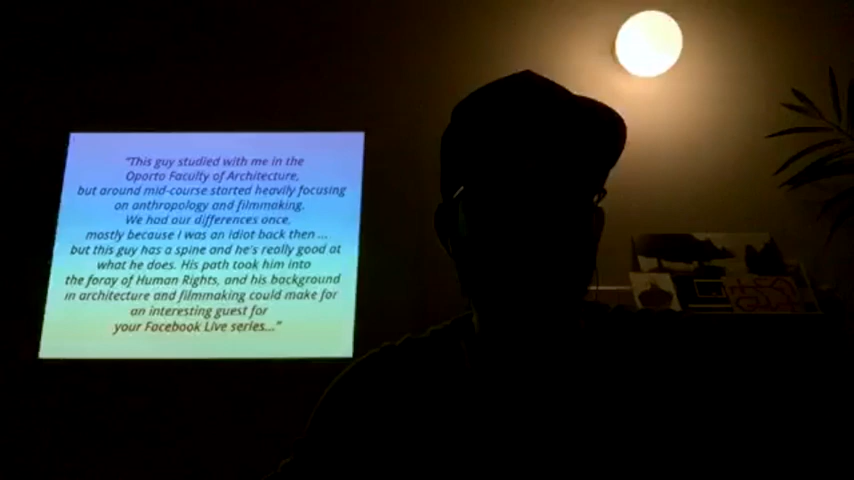 "This guy studied with me in the
Oporto Faculty of Architecture,
but around mid-course started heavily focusing
on anthropology and filmmaking.
We had our differences once,
mostly because I was an idiot back then ...
but this guy has a spine and he's really good at
what he does. His path took him into
the foray of Human Rights, and his background
in architecture and filmmaking could make for
an interesting guest for
your Facebook Live series..."